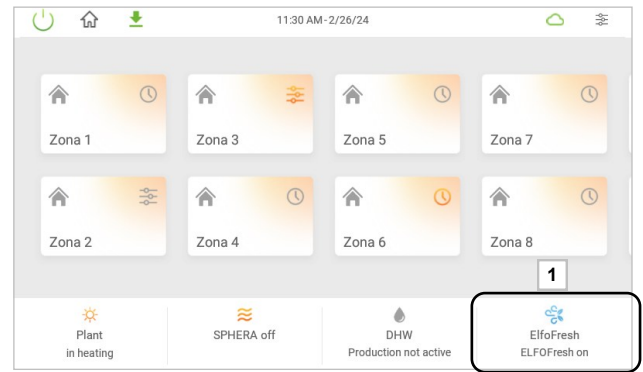 11:30 AM - 2/26/24
Zona 1
Zona 3
Zona 5
Zona 7
Zona 2
Zona 4
Zona 6
Zona 8
1
Plant
in heating
SPHERA off
DHW
Production not active
ElfoFresh
ELFOFresh on